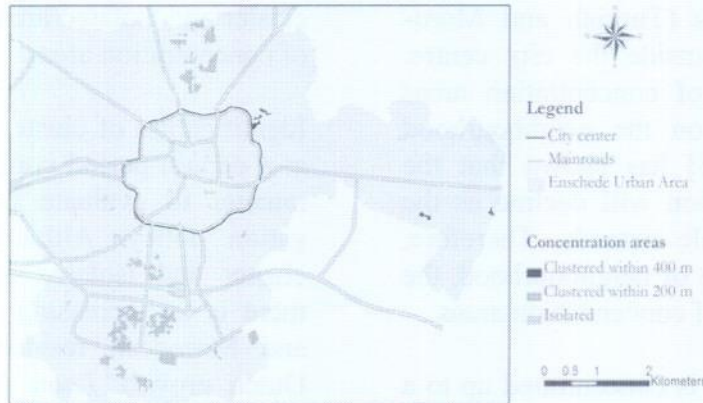 Legend
City center
Mainroads
Enschede Urban Area
Concentration areas
Clustered within 400 m
Clustered within 200 m
Isolated
0 0.5 1 2
Kilometers